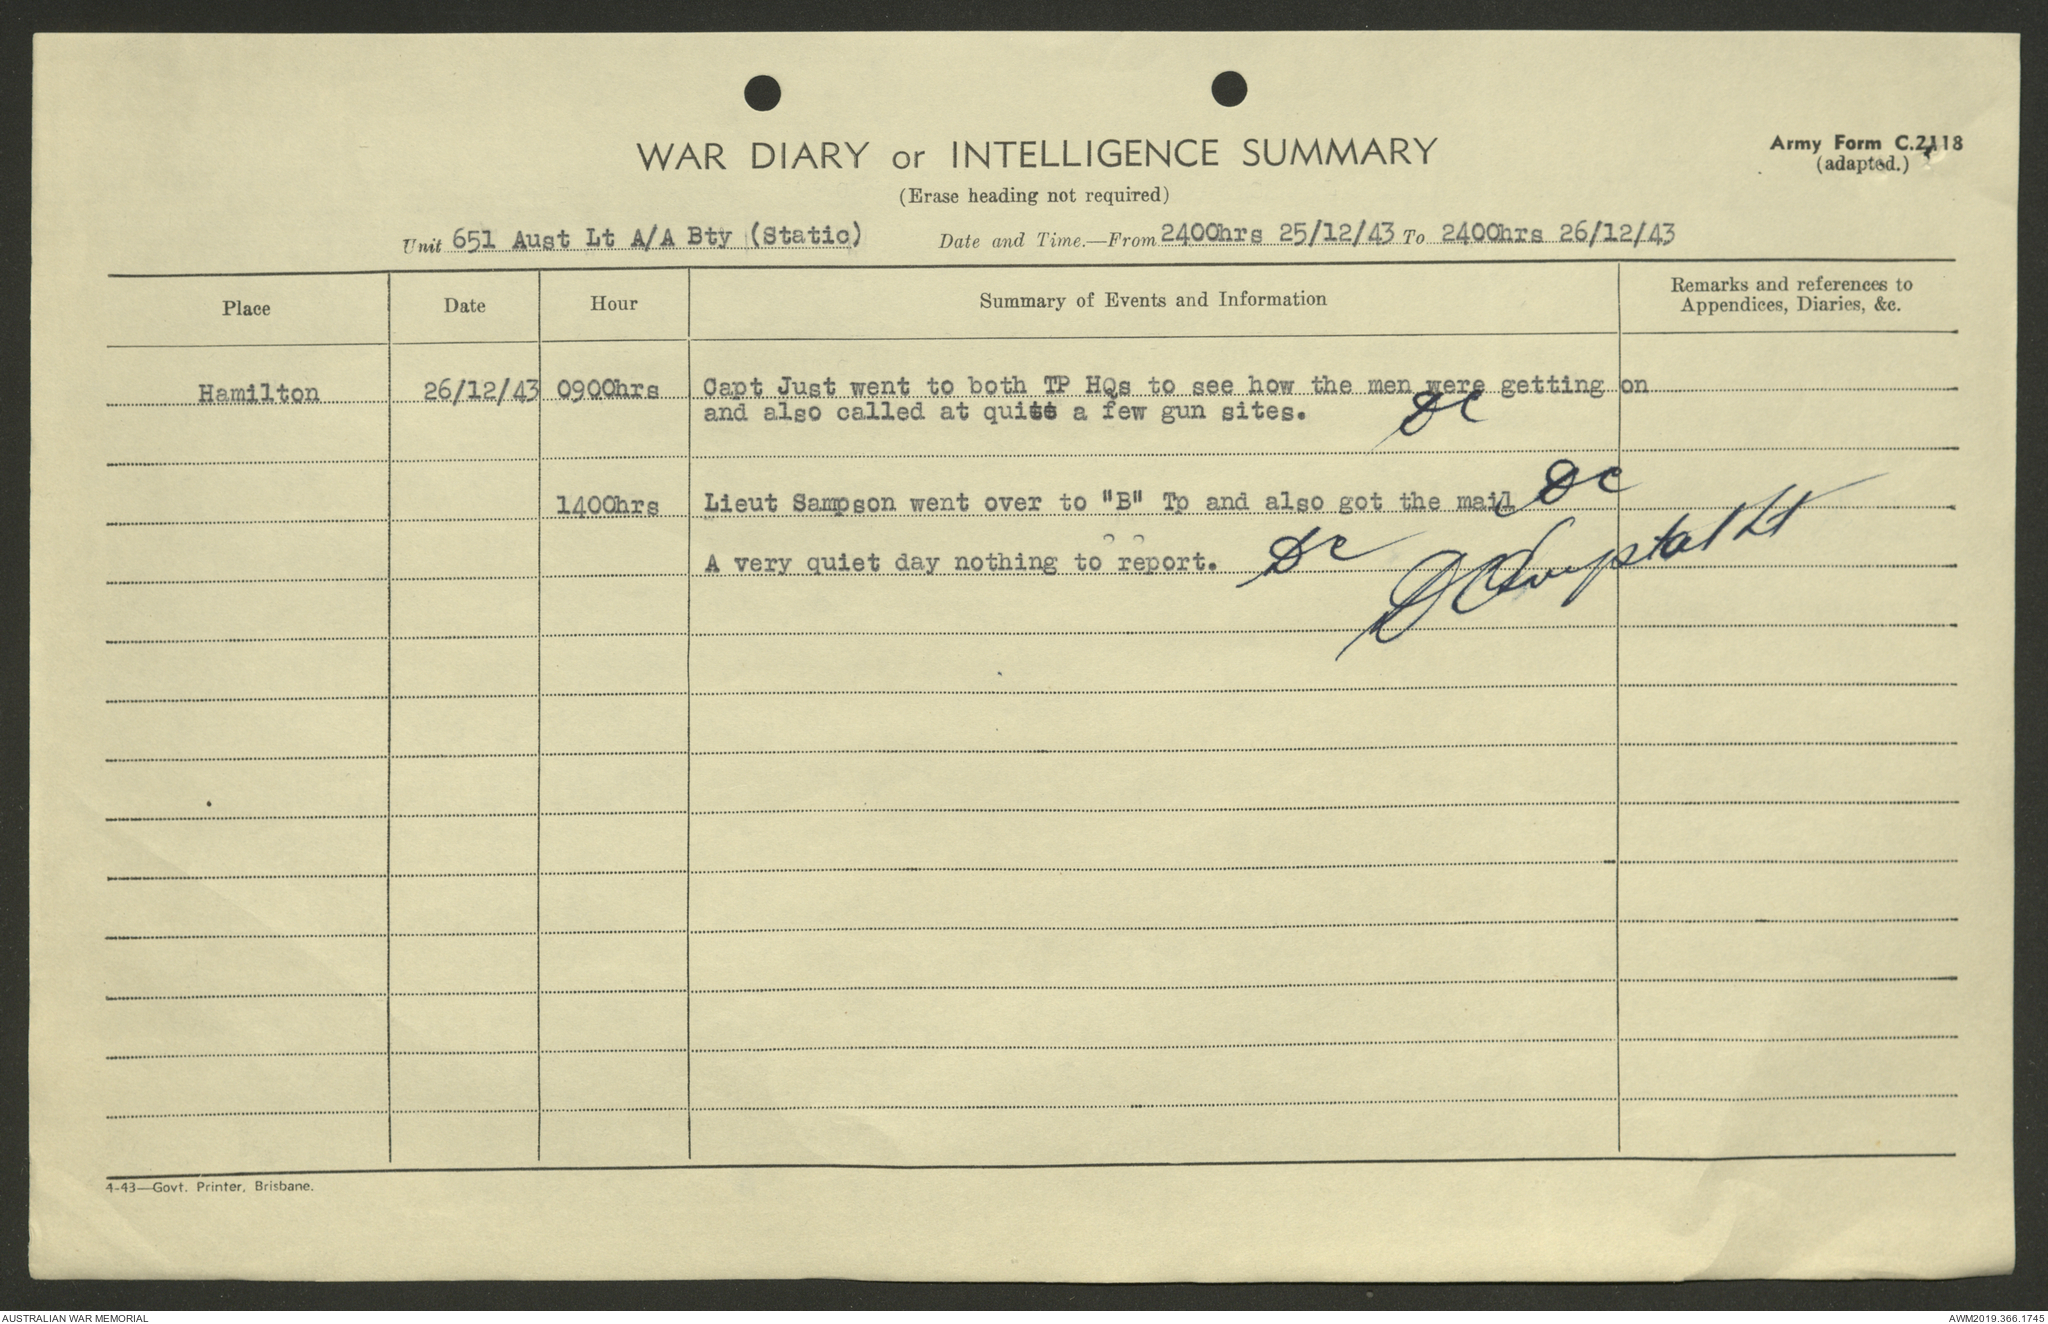 WAR DIARY or INTELLIGENCE SUMMARY
Army Form C.2118
(adapted.)
(Erase heading not required)
Unit 651 Aust Lt A/A Bty (Static) Date and Time.—From 2400hrs 25/12/43 To 2400hrs 26/12/43
Place Date Hour Summary of Events and Information Remarks and references to
Appendices, Diaries, &c.
Hamilton 26/12/43 0900hrs Capt Just went to both TP HQs to see how the men were getting on
and also called at quite a few gun sites.
1400hrs Lieut Sampson went over to "B" Tp and also got the mail
A very quiet day nothing to report.
4-43—Govt. Printer, Brisbane.
AUSTRALIAN WAR MEMORIAL AWM2019.366.1745